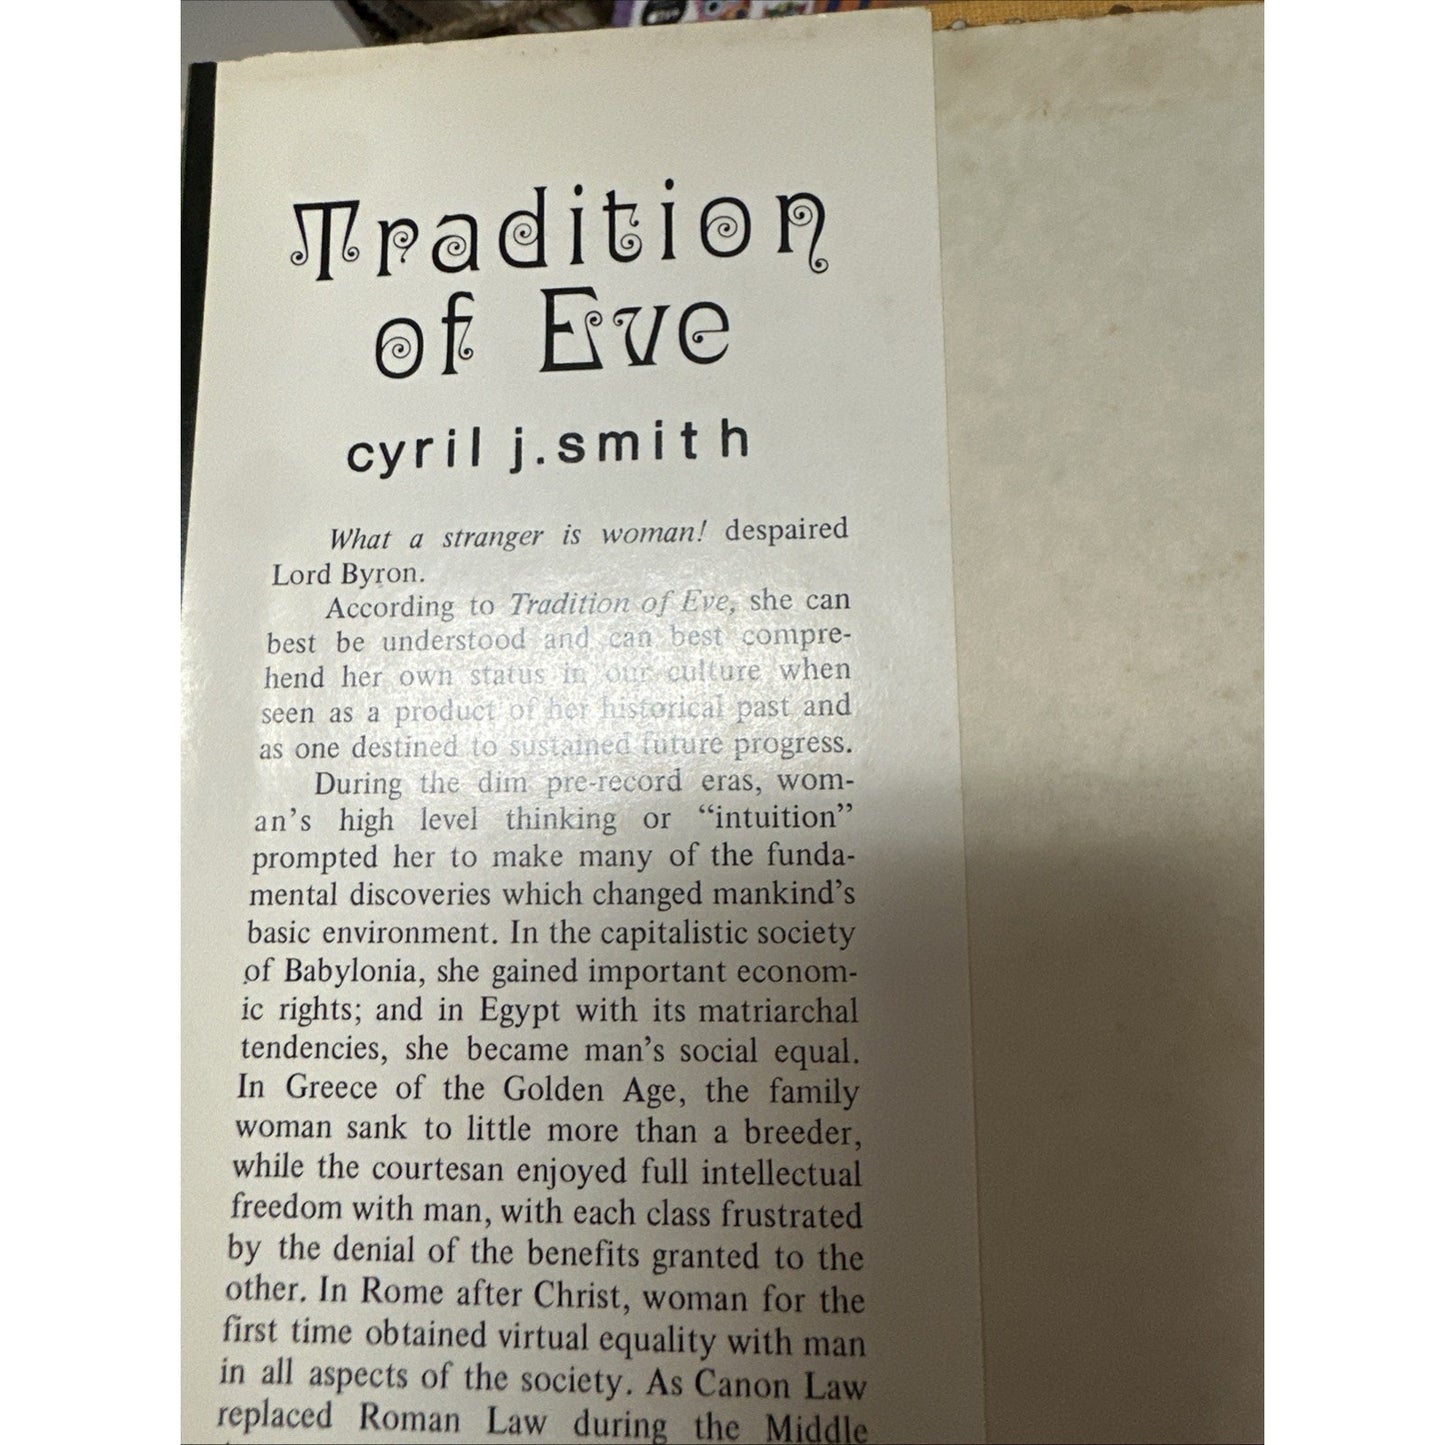 Tradition
of Eve
cyril j. smith
What a stranger is woman! despaired
Lord Byron.
According to Tradition of Eve, she can
best be understood and can best compre-
hend her own status in our culture when
seen as a product of her historical past and
as one destined to sustained future progress.
During the dim pre-record eras, wom-
an's high level thinking or “intuition”
prompted her to make many of the funda-
mental discoveries which changed mankind's
basic environment. In the capitalistic society
of Babylonia, she gained important econom-
ic rights; and in Egypt with its matriarchal
tendencies, she became man's social equal.
In Greece of the Golden Age, the family
woman sank to little more than a breeder,
while the courtesan enjoyed full intellectual
freedom with man, with each class frustrated
by the denial of the benefits granted to the
other. In Rome after Christ, woman for the
first time obtained virtual equality with man
in all aspects of the society. As Canon Law
replaced Roman Law during the Middle